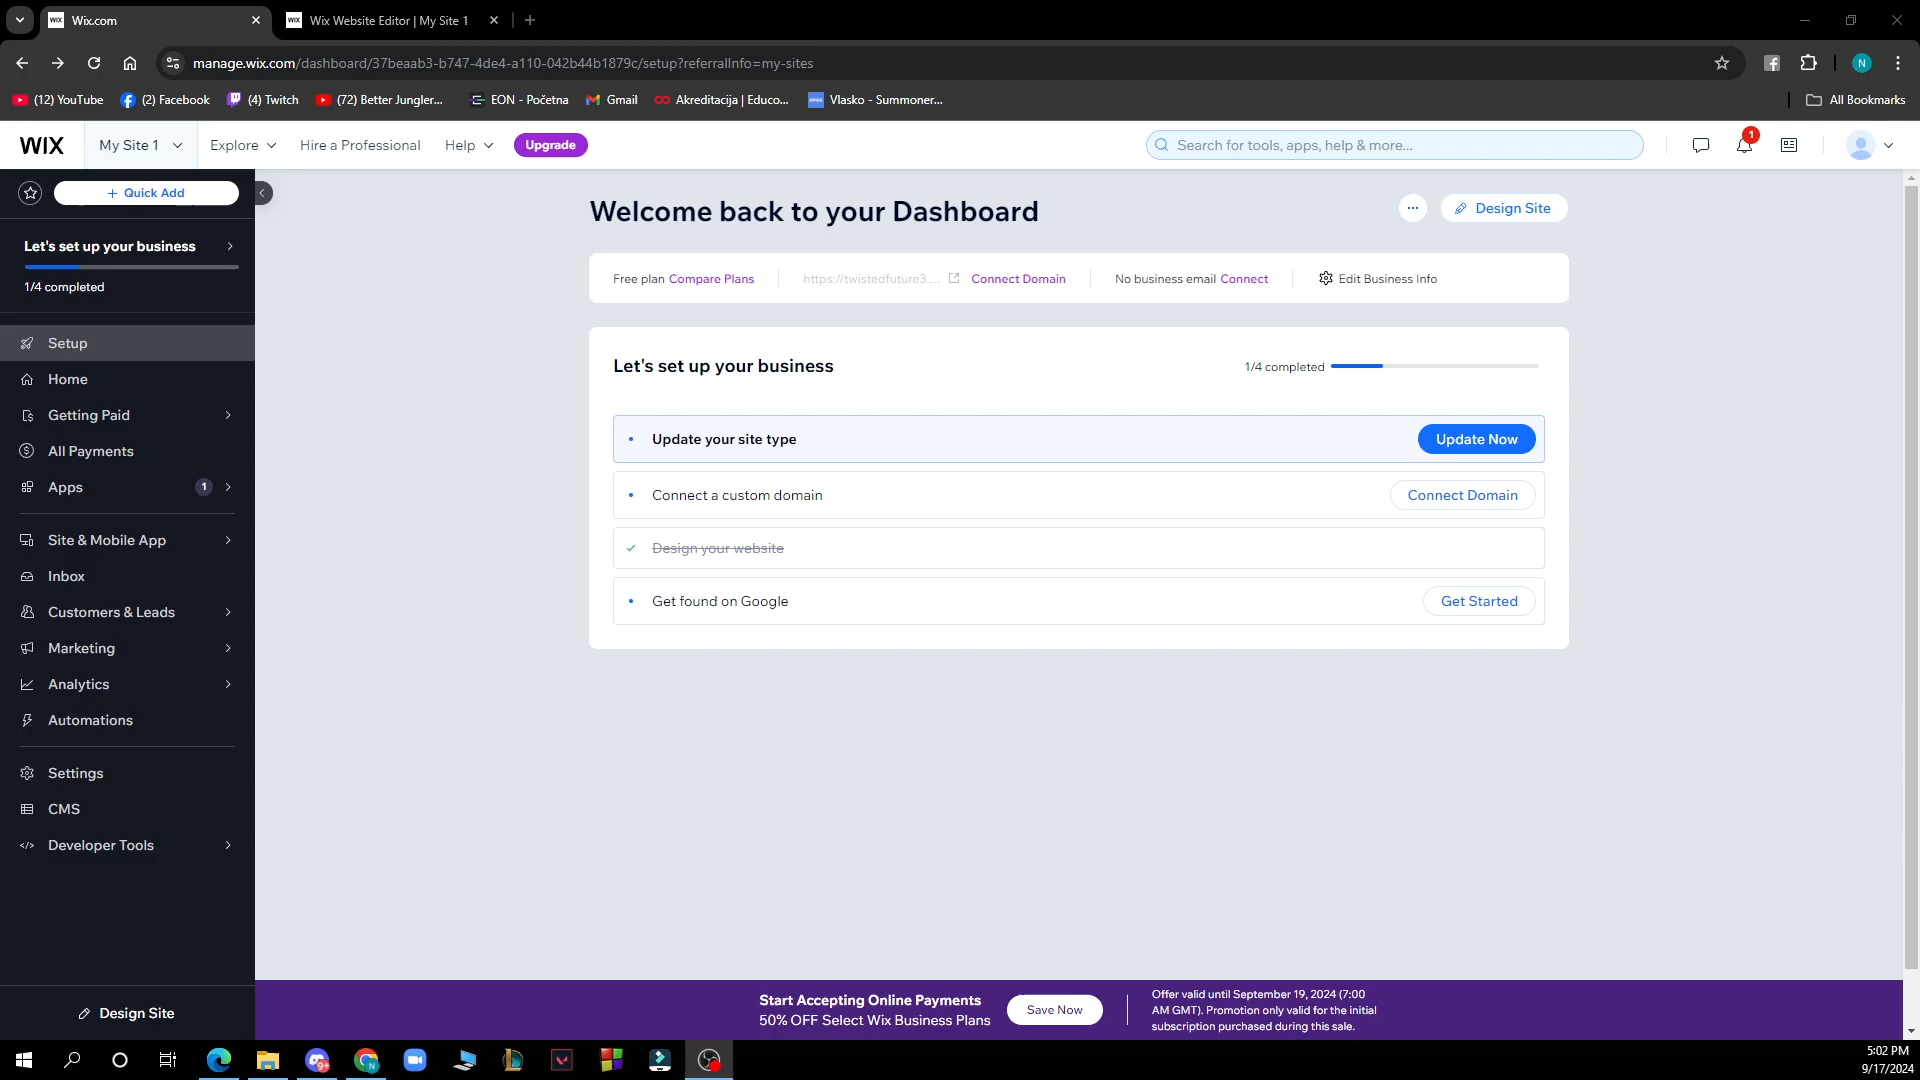 Wix.com
Wix Website Editor | My Site 1
manage.wix.com/dashboard/37beaab3-b747-4de4-a110-042b44b1879c/setup?referralInfo=my-sites
(12) YouTube
(2) Facebook
(4) Twitch
(72) Better Jungler...
EON - Početna
Gmail
Akreditacija | Educo...
Vlasko - Summoner...
All Bookmarks
WIX
My Site 1
Explore
Hire a Professional
Help
Upgrade
Search for tools, apps, help & more...
1
+ Quick Add
Let's set up your business
1/4 completed
Setup
Home
Getting Paid
All Payments
Apps
1
Site & Mobile App
Inbox
Customers & Leads
Marketing
Analytics
Automations
Settings
CMS
Developer Tools
Design Site
Welcome back to your Dashboard
Design Site
Free plan Compare Plans
https://twistedfuture3....
Connect Domain
No business email Connect
Edit Business Info
Let's set up your business
1/4 completed
Update your site type
Update Now
Connect a custom domain
Connect Domain
Design your website
Get found on Google
Get Started
Start Accepting Online Payments
50% OFF Select Wix Business Plans
Save Now
Offer valid until September 19, 2024 (7:00
AM GMT). Promotion only valid for the initial
subscription purchased during this sale.
5:02 PM
9/17/2024